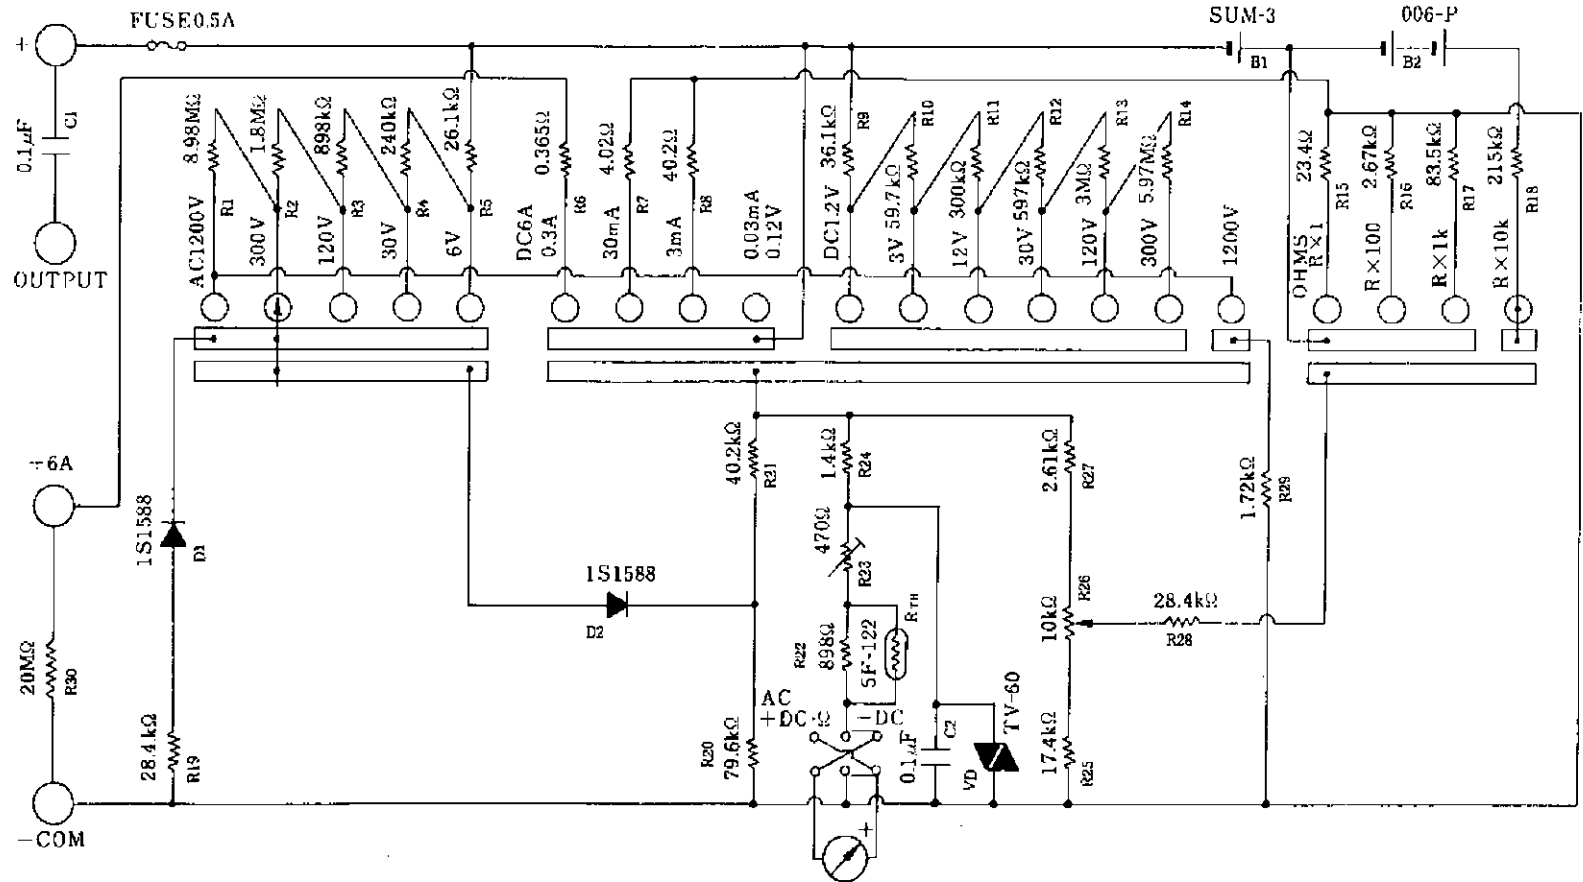 FUSE0.5A
SUM-3
006-P
+
B1
B2
0.1μF
C1
OUTPUT
8.98MΩ
R1
1.8MΩ
R2
898kΩ
R3
240kΩ
R4
26.1kΩ
R5
0.365Ω
R6
4.02Ω
R7
40.2Ω
R8
36.1kΩ
R9
59.7kΩ
R10
300kΩ
R11
597kΩ
R12
3MΩ
R13
5.97MΩ
R14
23.4Ω
R15
2.67kΩ
R16
83.5kΩ
R17
215kΩ
R18
AC1200V
300V
120V
30V
6V
DC6A
0.3A
30mA
3mA
0.03mA
0.12V
DC1.2V
3V
12V
30V
120V
300V
1200V
OHMS
R×1
R×100
R×1k
R×10k
+6A
1S1588
D1
20MΩ
R30
28.4kΩ
R19
-COM
1S1588
D2
40.2kΩ
R21
79.6kΩ
R20
1.4kΩ
R24
470Ω
R23
898Ω
R22
5F-122
RTH
AC
+DC·Ω
-DC
+
0.1μF
C2
TV-60
VD
2.61kΩ
R27
10kΩ
R26
17.4kΩ
R25
28.4kΩ
R28
1.72kΩ
R29